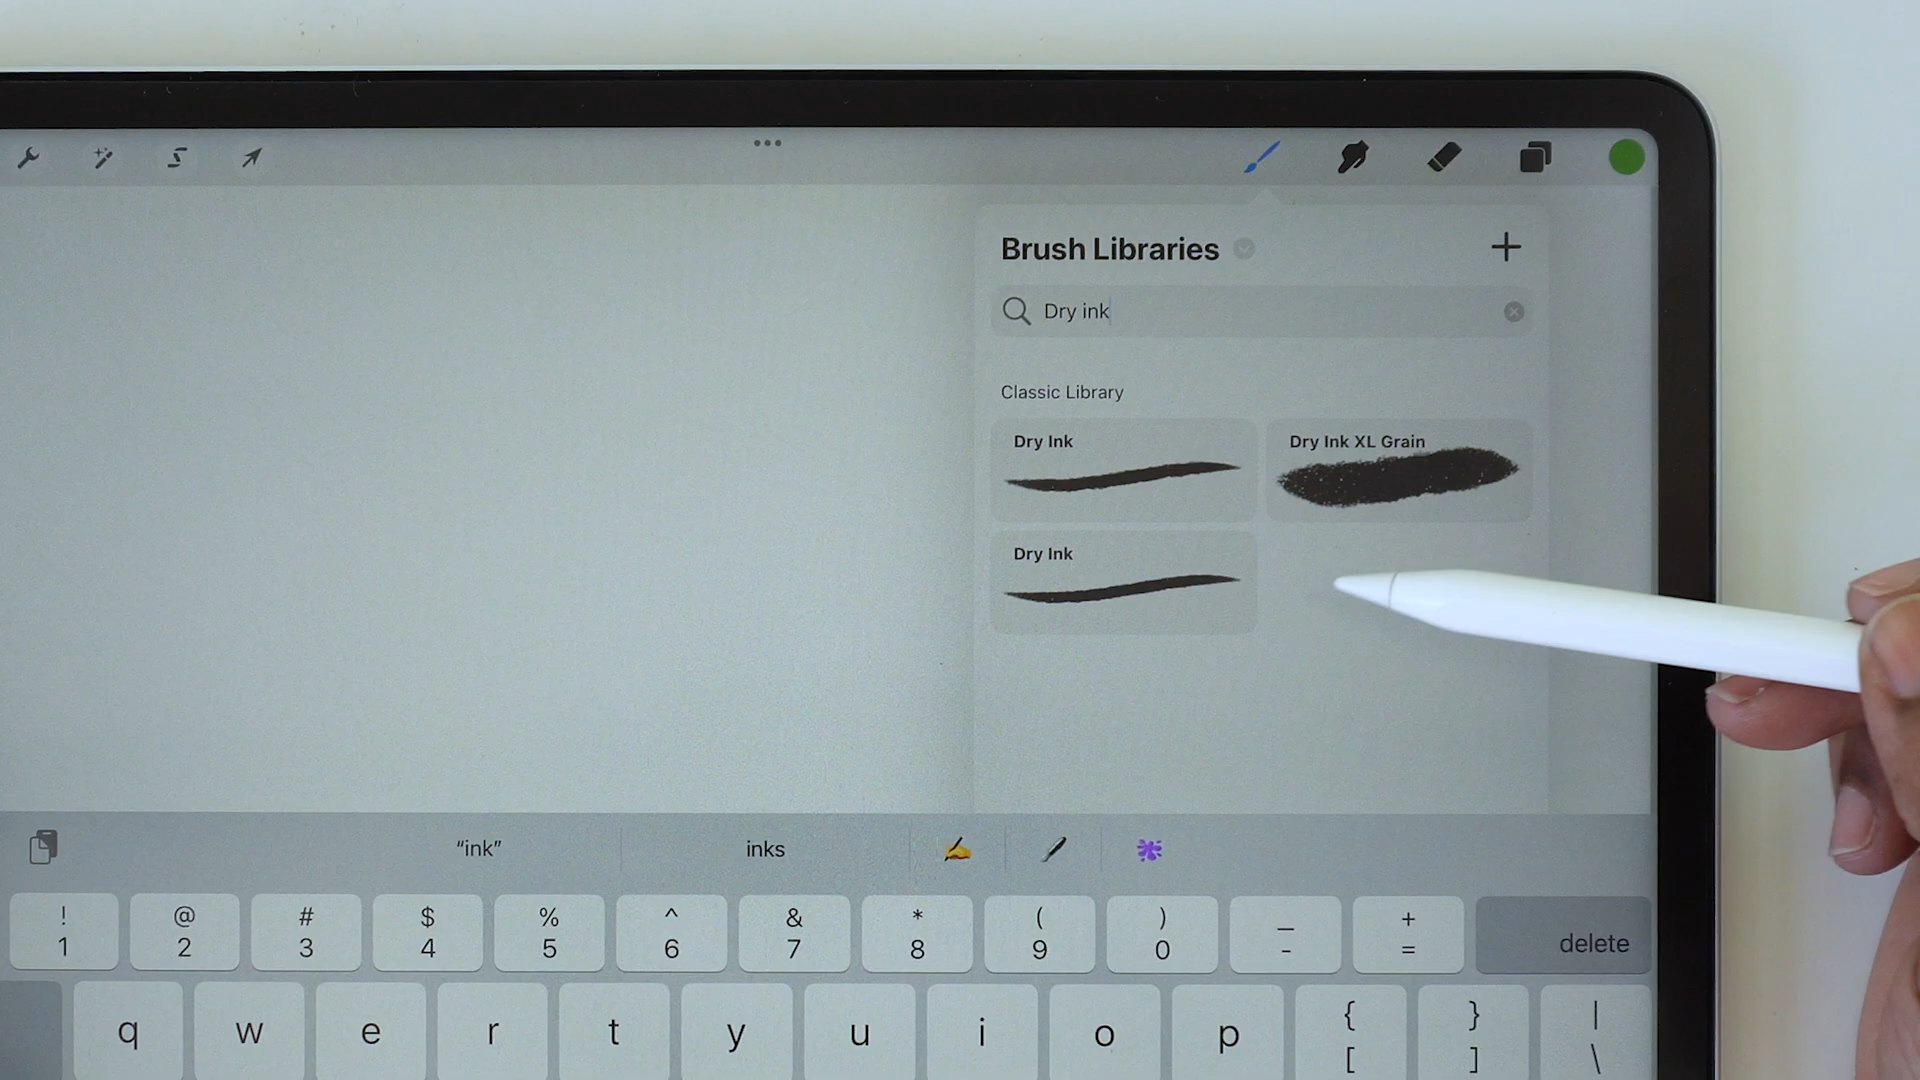 Brush Libraries
Dry ink
Classic Library
Dry Ink
Dry Ink XL Grain
Dry Ink
“ink”
inks
! @ # $ % ^ & * ( ) _ +
1 2 3 4 5 6 7 8 9 0 - = delete
q w e r t y u i o p { } |
[ ] \